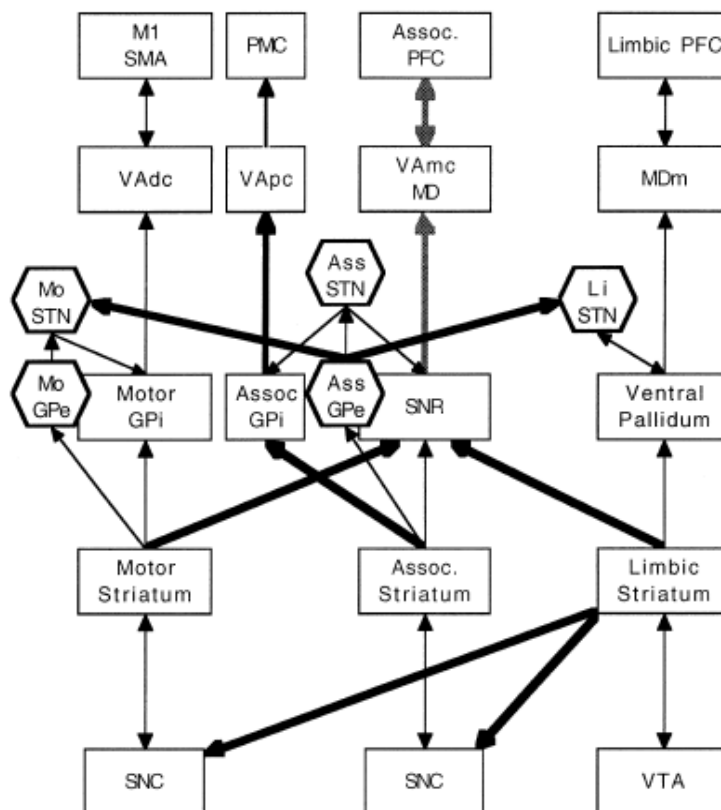 M1
SMA
PMC
Assoc.
PFC
Limbic PFC
VAdc
VApc
VAmc
MD
MDm
Mo
STN
Ass
STN
Li
STN
Mo
GPe
Motor
GPi
Assoc
GPi
Ass
GPe
SNR
Ventral
Pallidum
Motor
Striatum
Assoc.
Striatum
Limbic
Striatum
SNC
SNC
VTA